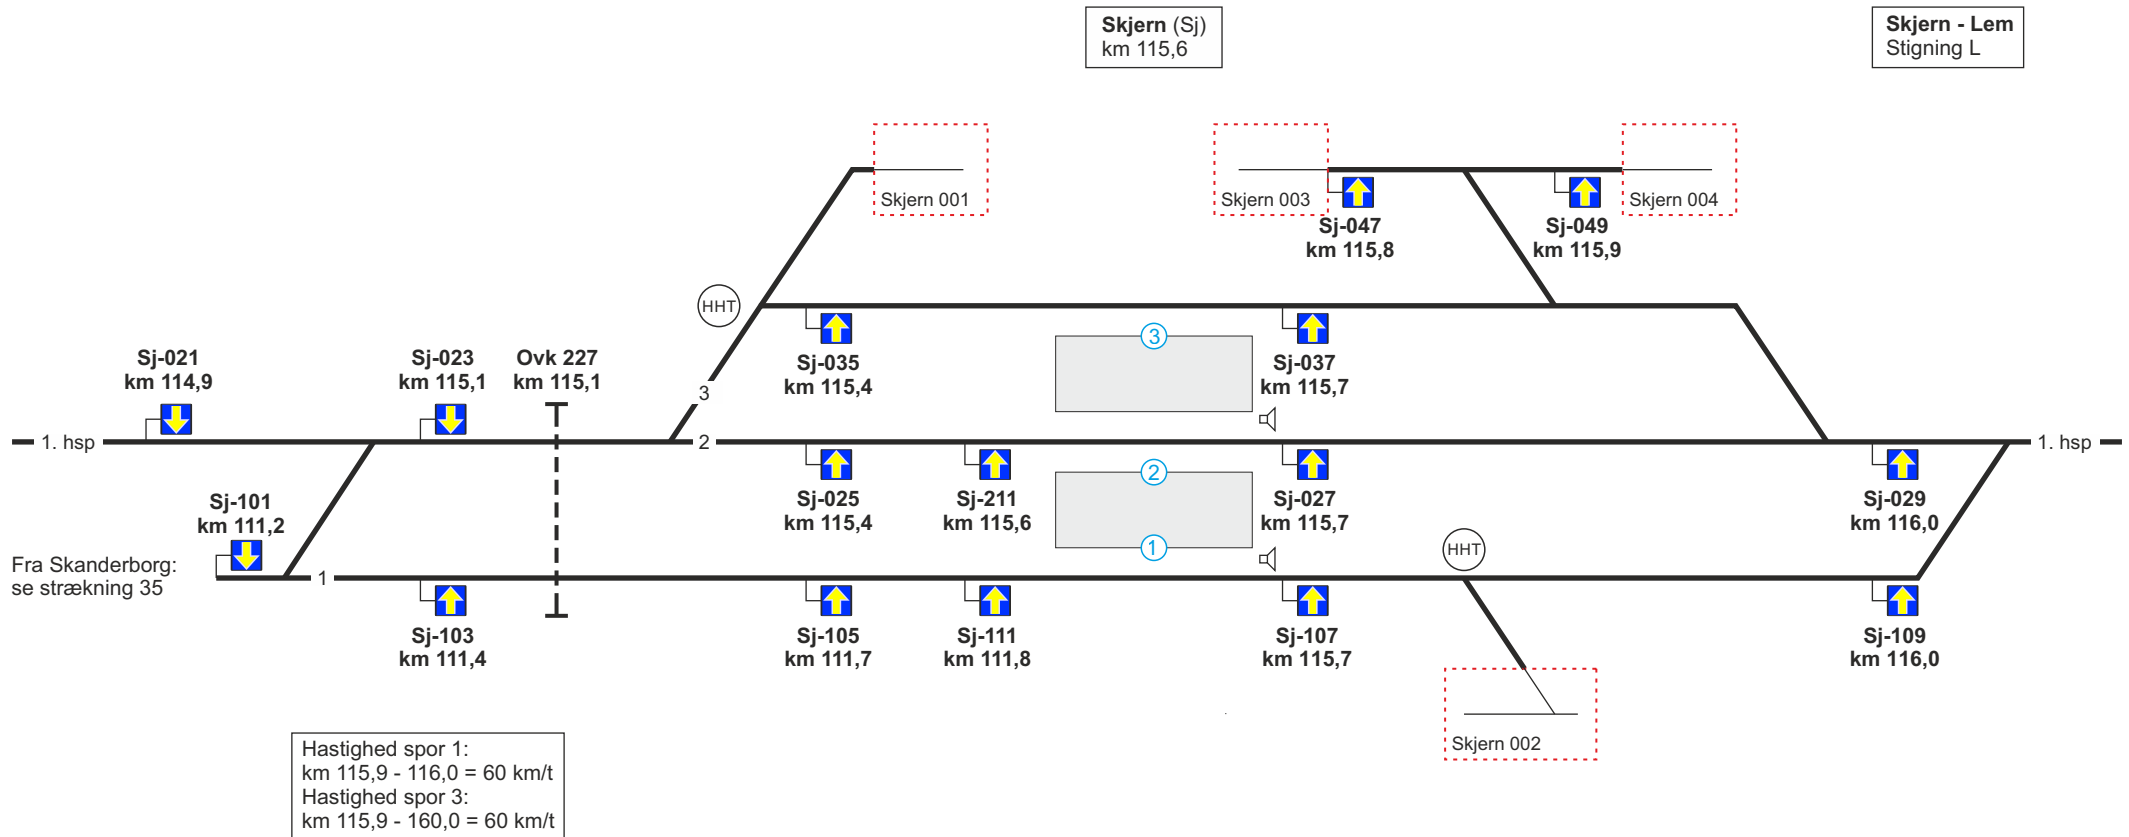 Skjern (Sj)
km 115,6
Skjern - Lem
Stigning L
Skjern 001
Skjern 003
Skjern 004
Sj-047
km 115,8
Sj-049
km 115,9
HHT
3
Sj-021
km 114,9
Sj-023
km 115,1
Ovk 227
km 115,1
Sj-035
km 115,4
Sj-037
km 115,7
3
1. hsp
2
1. hsp
2
Sj-101
km 111,2
Sj-025
km 115,4
Sj-211
km 115,6
Sj-027
km 115,7
Sj-029
km 116,0
1
HHT
Fra Skanderborg:
se strækning 35
1
Sj-103
km 111,4
Sj-105
km 111,7
Sj-111
km 111,8
Sj-107
km 115,7
Sj-109
km 116,0
Skjern 002
Hastighed spor 1:
km 115,9 - 116,0 = 60 km/t
Hastighed spor 3:
km 115,9 - 160,0 = 60 km/t